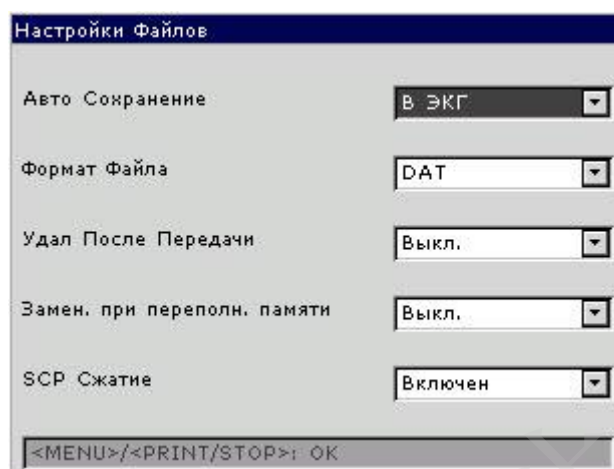 Настройки Файлов
Авто Сохранение В ЭКГ
Формат Файла DAT
Удал После Передачи Выкл.
Замен. при переполн. памяти Выкл.
SCP Сжатие Включен
<MENU>/<PRINT/STOP>: OK